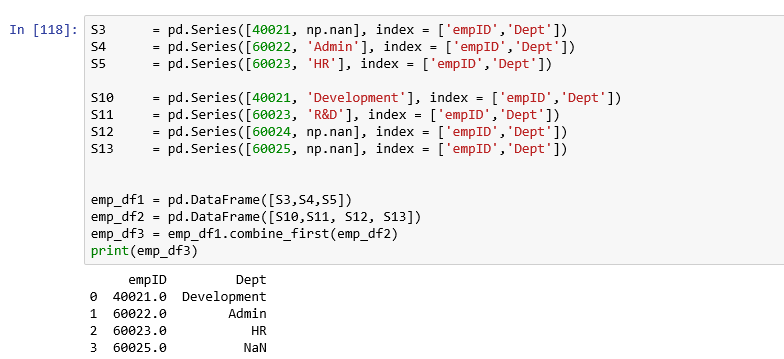 In [118]: S3      = pd.Series([40021, np.nan], index = ['empID','Dept'])
S4      = pd.Series([60022, 'Admin'], index = ['empID','Dept'])
S5      = pd.Series([60023, 'HR'], index = ['empID','Dept'])
S10     = pd.Series([40021, 'Development'], index = ['empID','Dept'])
S11     = pd.Series([60023, 'R&D'], index = ['empID','Dept'])
S12     = pd.Series([60024, np.nan], index = ['empID','Dept'])
S13     = pd.Series([60025, np.nan], index = ['empID','Dept'])
emp_df1 = pd.DataFrame([S3,S4,S5])
emp_df2 = pd.DataFrame([S10,S11, S12, S13])
emp_df3 = emp_df1.combine_first(emp_df2)
print(emp_df3)
     empID         Dept
0  40021.0  Development
1  60022.0        Admin
2  60023.0           HR
3  60025.0          NaN